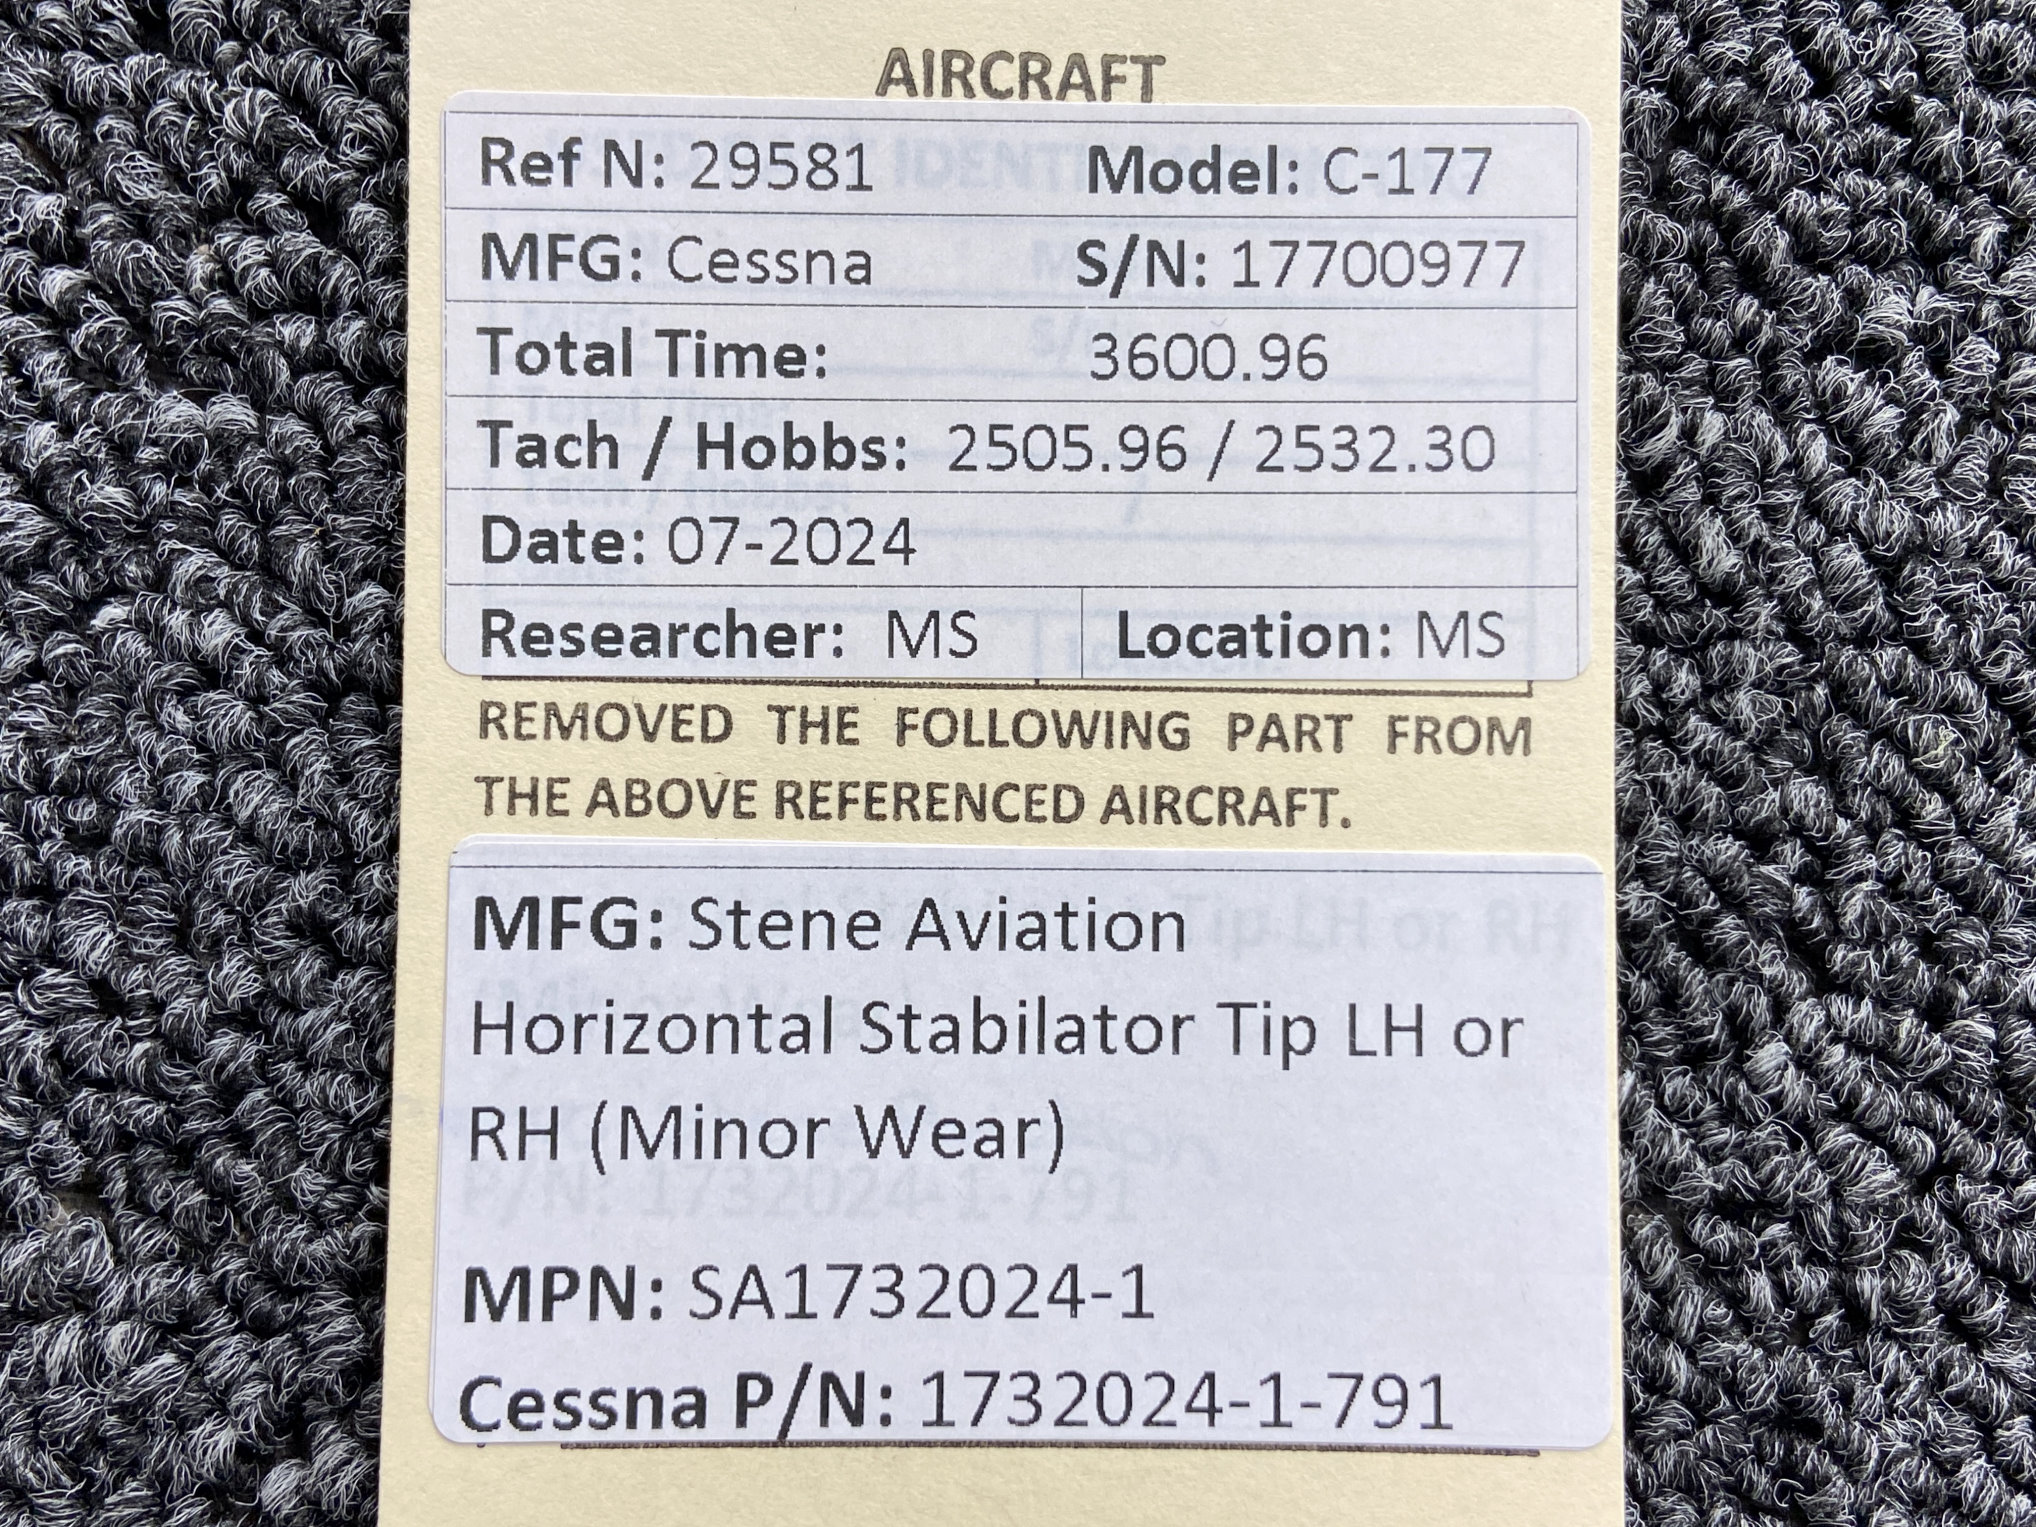 AIRCRAFT
Ref N: 29581 Model: C-177
MFG: Cessna S/N: 17700977
Total Time: 3600.96
Tach / Hobbs: 2505.96 / 2532.30
Date: 07-2024
Researcher: MS Location: MS
REMOVED THE FOLLOWING PART FROM
THE ABOVE REFERENCED AIRCRAFT.
MFG: Stene Aviation
Horizontal Stabilator Tip LH or
RH (Minor Wear)
MPN: SA1732024-1
Cessna P/N: 1732024-1-791